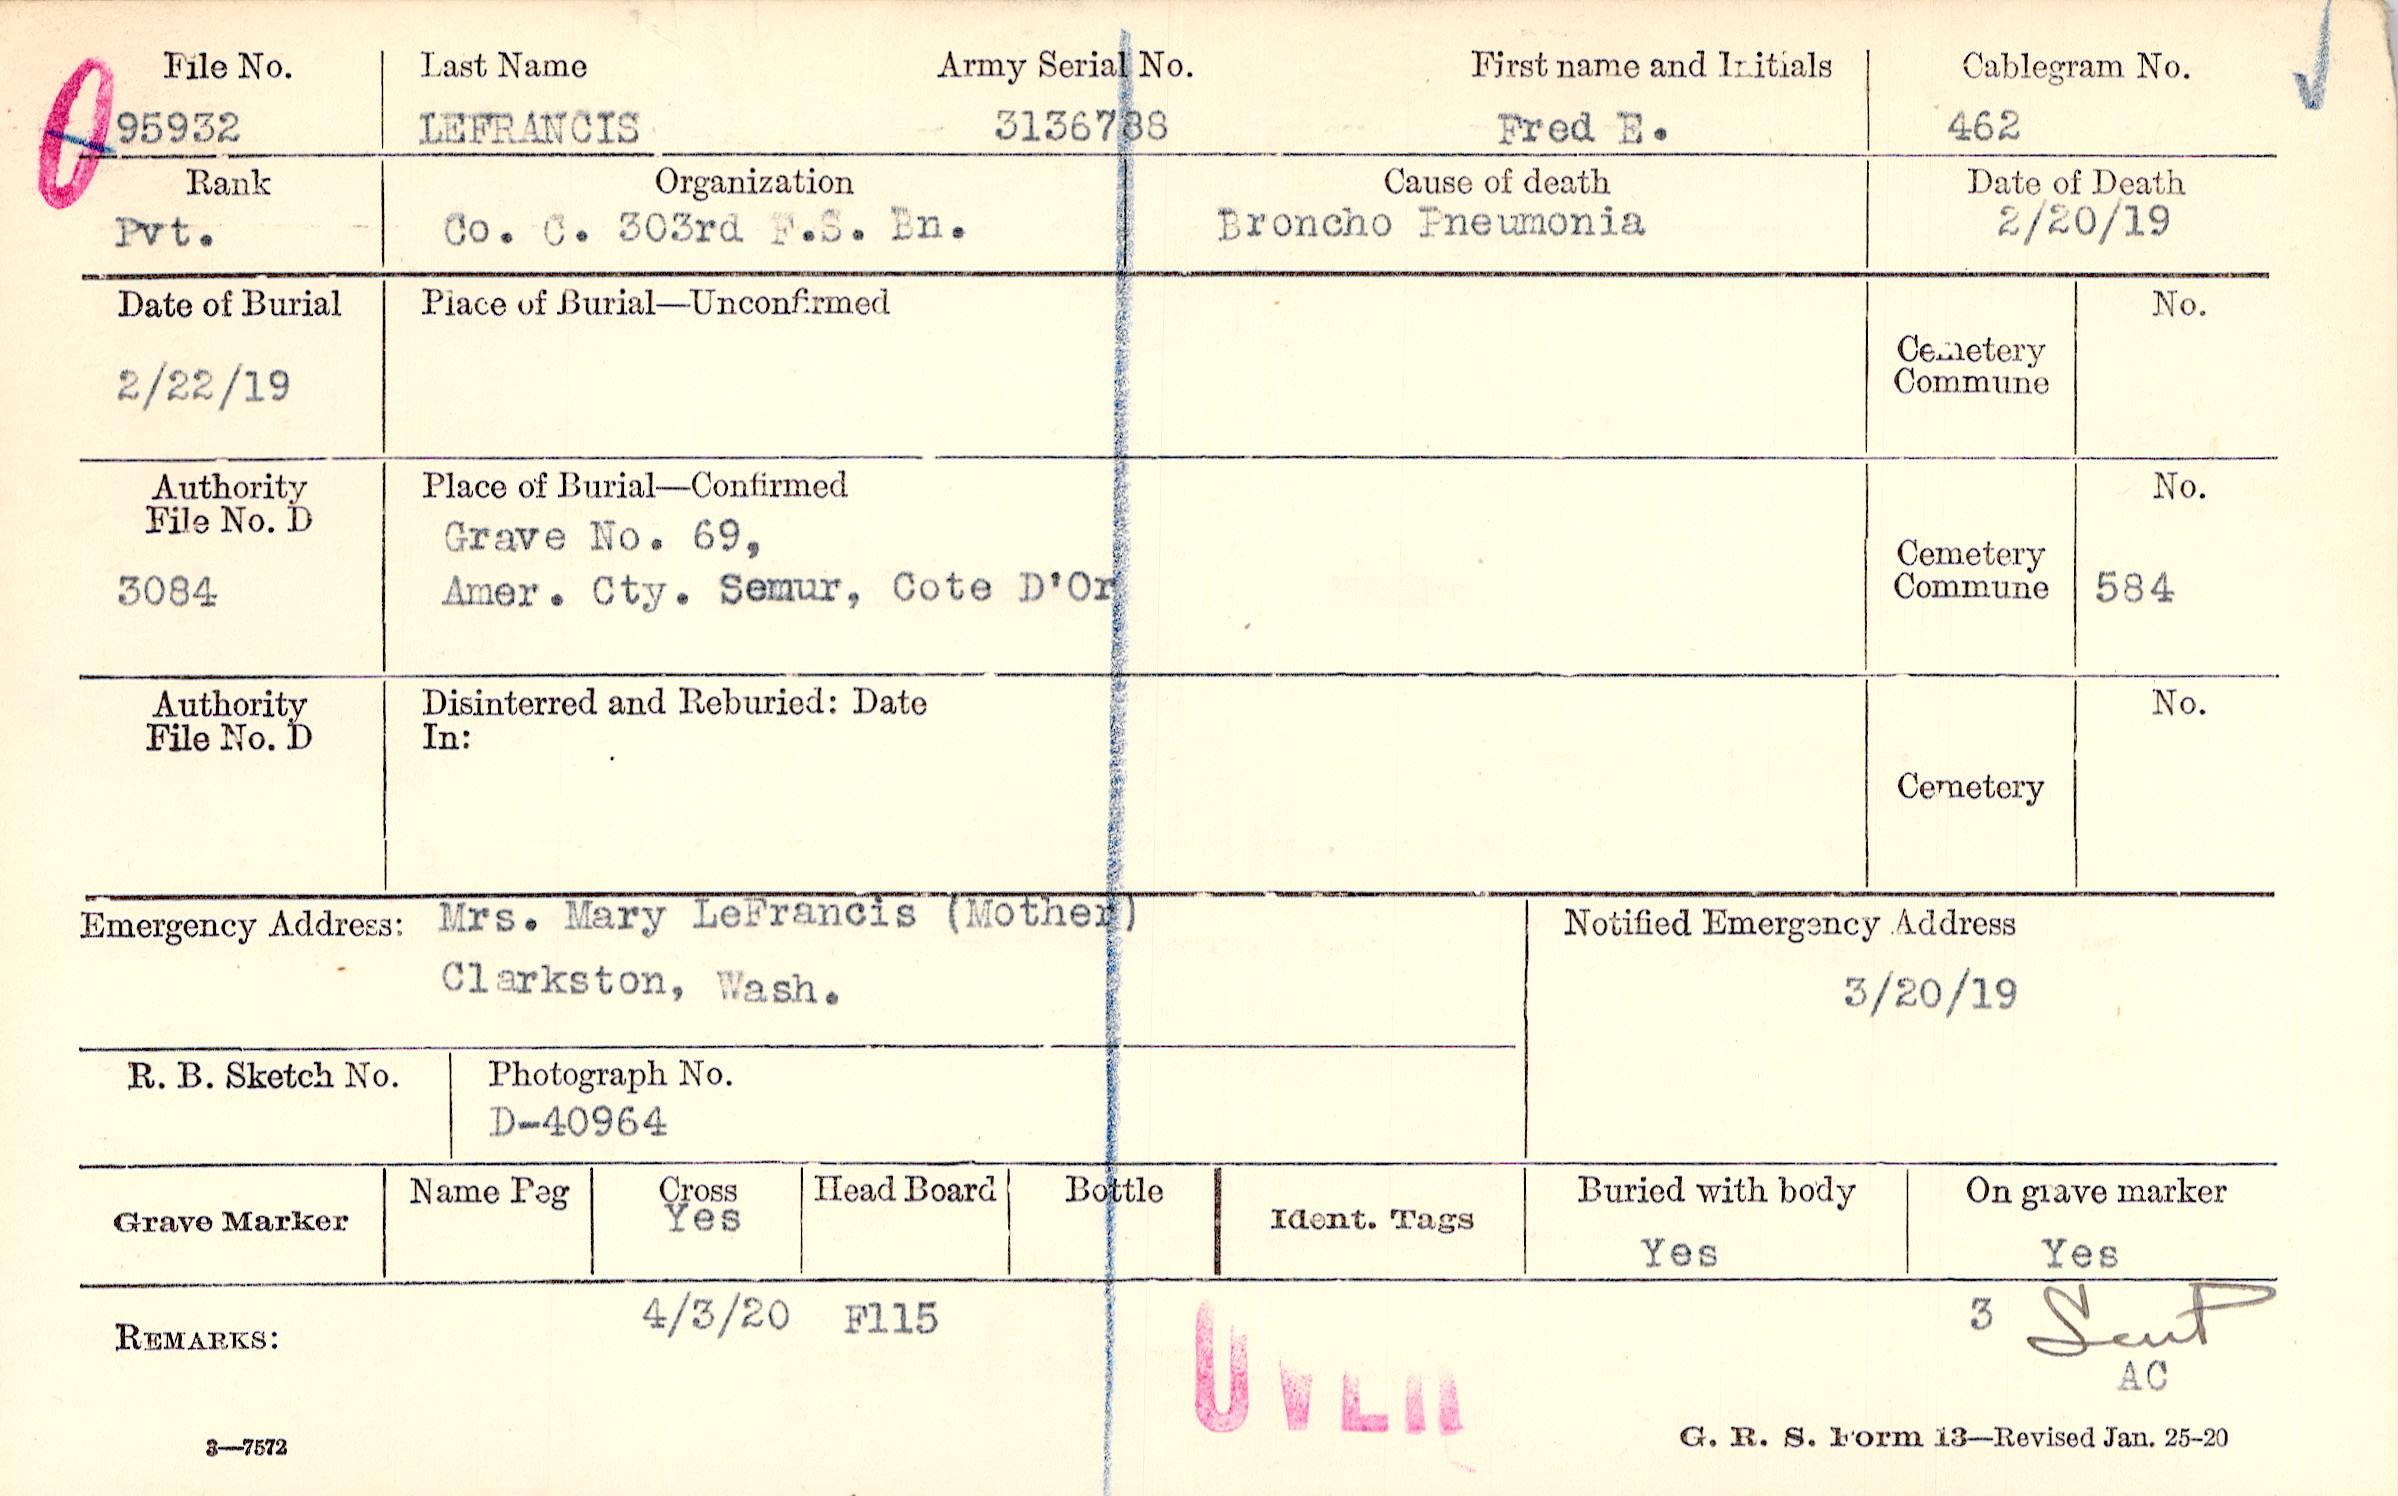 File No. Last Name Army Serial No. First name and Initials Cablegram No.
95932 LEFRANCIS 3136788 Fred E. 462
Rank Organization Cause of death Date of Death
Pvt. Co. C. 303rd F.S. Bn. Broncho Pneumonia 2/20/19
Date of Burial Place of Burial—Unconfirmed No.
Cemetery
Commune
2/22/19
Authority Place of Burial—Confirmed No.
File No. D
Grave No. 69,
Cemetery
3084 Amer. Cty. Semur, Cote D'Or Commune 584
Authority Disinterred and Reburied: Date No.
File No. D In:
Cemetery
Emergency Address: Mrs. Mary LeFrancis (Mother) Notified Emergency Address
Clarkston, Wash. 3/20/19
R. B. Sketch No. Photograph No.
D-40964
Grave Marker Name Peg Cross Head Board Bottle Ident. Tags Buried with body On grave marker
Yes Yes Yes
4/3/20 F115 3 Sent
REMARKS:
AC
OVER
3—7572 G. R. S. Form 13—Revised Jan. 25-20